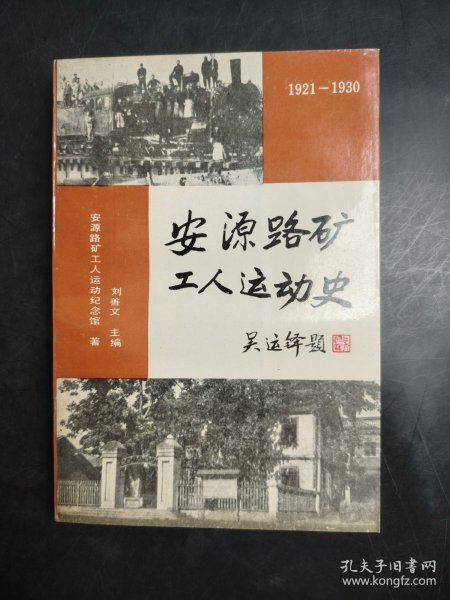 1921-1930
安源路矿
工人运动史
吴运铎题
刘善文 主编
安源路矿工人运动纪念馆 著
孔夫子旧书网
www.kongfz.com